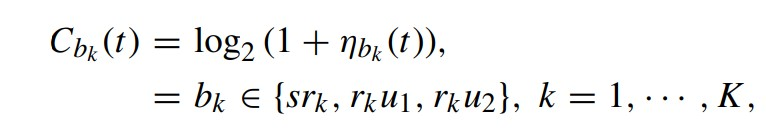 C_{b_k}(t) = log_2 (1 + η_{b_k}(t)),
= b_k ∈ {sr_k, r_k u_1, r_k u_2}, k = 1, ⋯ , K,